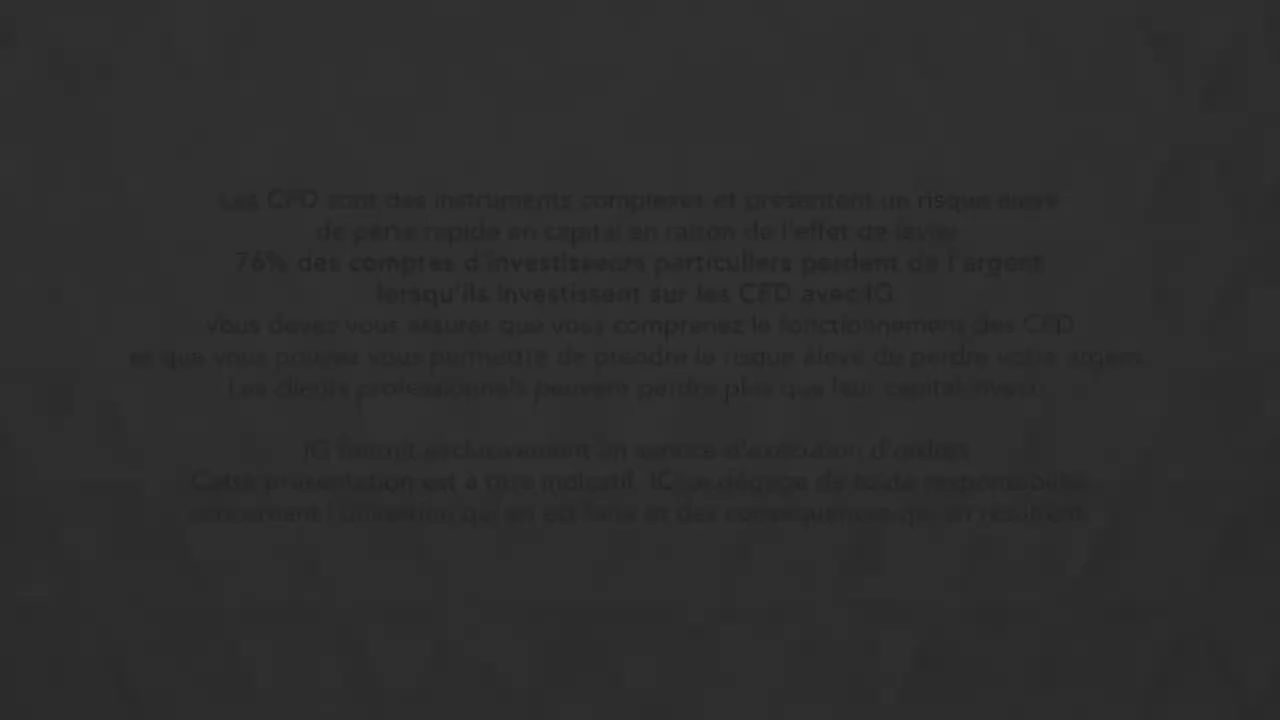 Les CFD sont des instruments complexes et présentent un risque élevé
de perte rapide en capital en raison de l'effet de levier
76% des comptes d'investisseurs particuliers perdent de l'argent
lorsqu'ils investissent sur les CFD avec IG.
Vous devez vous assurer que vous comprenez le fonctionnement des CFD
et que vous pouvez vous permettre de prendre le risque élevé de perdre votre argent.
Les clients professionnels peuvent perdre plus que leur capital investi.
IG fournit exclusivement un service d'exécution d'ordres
Cette présentation est à titre indicatif. IG se dégage de toute responsabilité
concernant l'utilisation qui en est faite et des conséquences qui en résultent